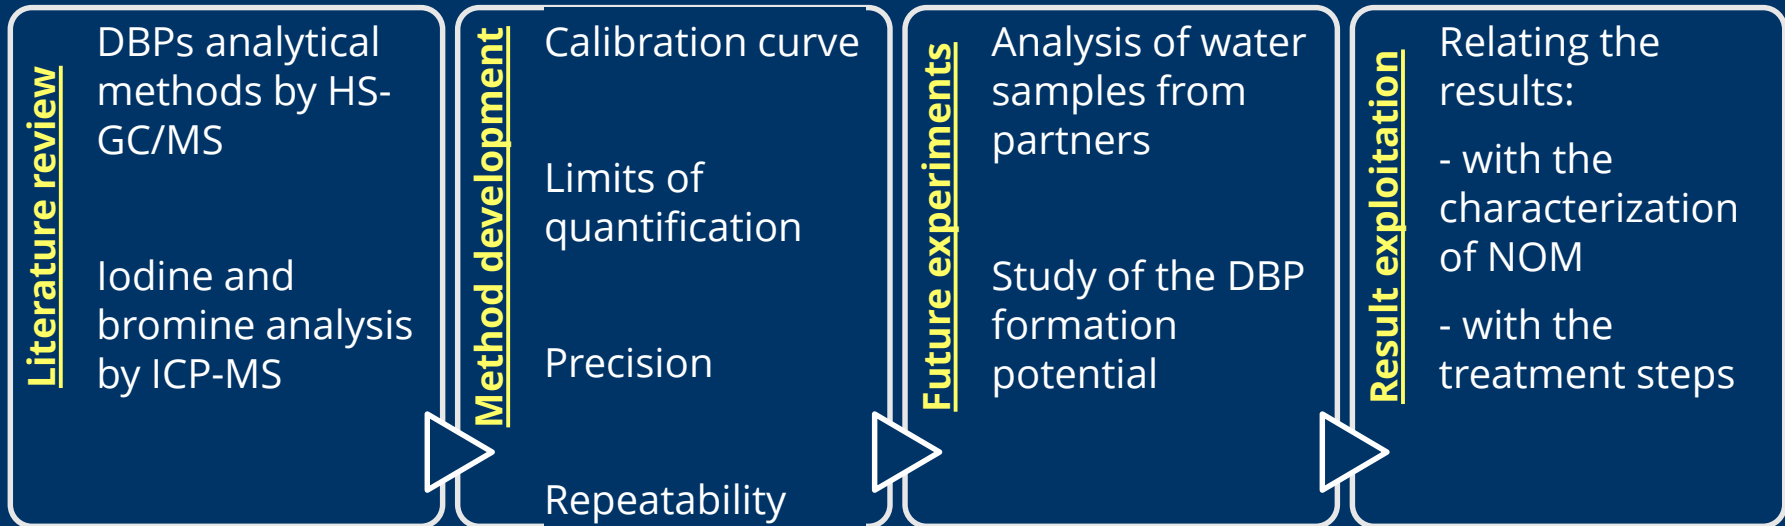 Literature review
DBPs analytical
methods by HS-
GC/MS
Iodine and
bromine analysis
by ICP-MS
Method development
Calibration curve
Limits of
quantification
Precision
Repeatability
Future experiments
Analysis of water
samples from
partners
Study of the DBP
formation
potential
Result exploitation
Relating the
results:
- with the
characterization
of NOM
- with the
treatment steps